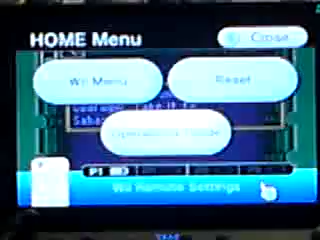 HOME Menu
Close
Wii Menu
Reset
Operations Guide
P1
Wii Remote Settings